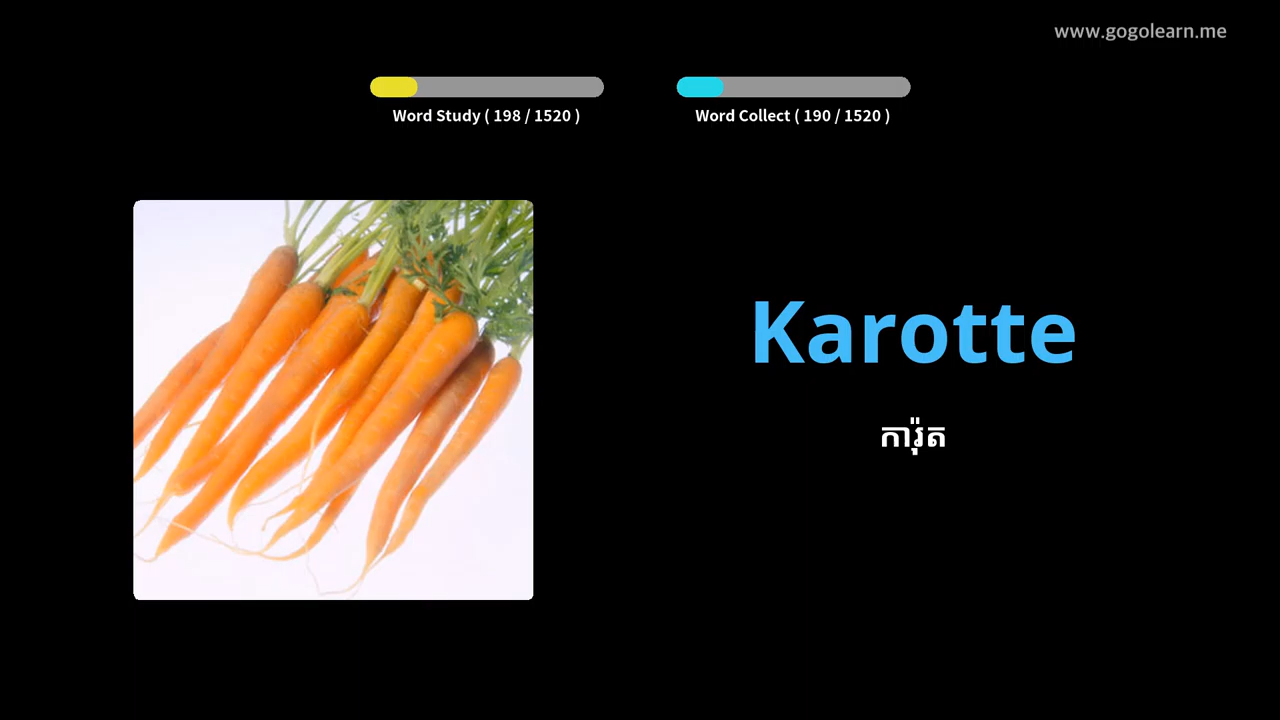 www.gogolearn.me
Word Study ( 198 / 1520 )
Word Collect ( 190 / 1520 )
Karotte
ការ៉ុត